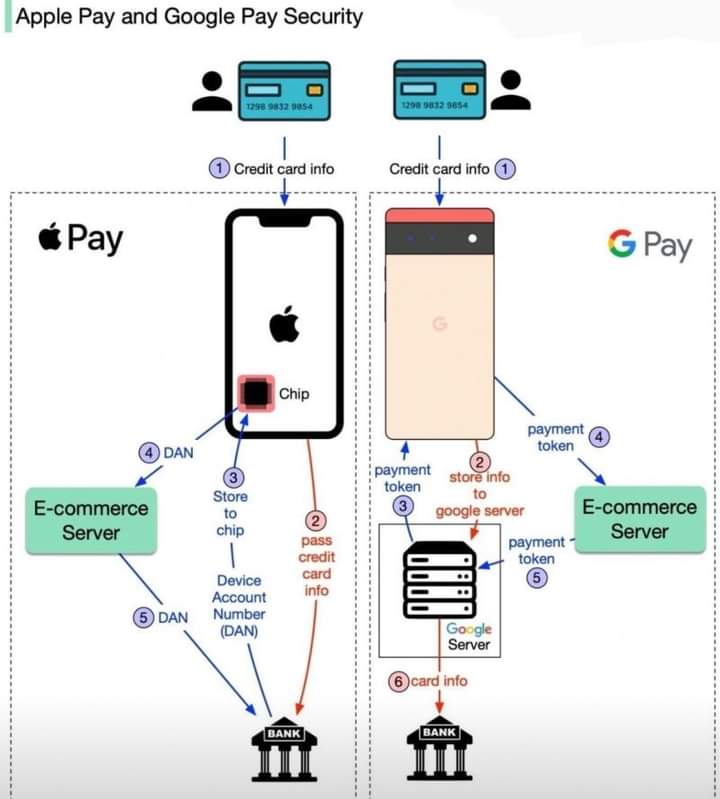 Apple Pay and Google Pay Security
1298 9832 9854
1298 9832 9854
1 Credit card info
Credit card info 1
Pay
G Pay
G
Chip
4 DAN
payment
token
4
3
Store
to
chip
2
pass
credit
card
info
payment
token
3
2
store info
to
google server
E-commerce
Server
E-commerce
Server
payment
token
5
Device
Account
Number
(DAN)
5 DAN
Google
Server
6 card info
BANK
BANK